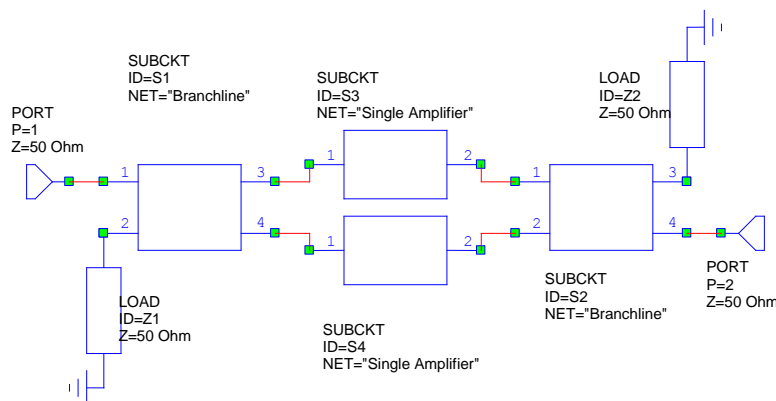 SUBCKT
ID=S1
NET="Branchline"
SUBCKT
ID=S3
NET="Single Amplifier"
LOAD
ID=Z2
Z=50 Ohm
PORT
P=1
Z=50 Ohm
1
3
2
4
1
2
1
2
1
3
2
4
LOAD
ID=Z1
Z=50 Ohm
SUBCKT
ID=S4
NET="Single Amplifier"
SUBCKT
ID=S2
NET="Branchline"
PORT
P=2
Z=50 Ohm